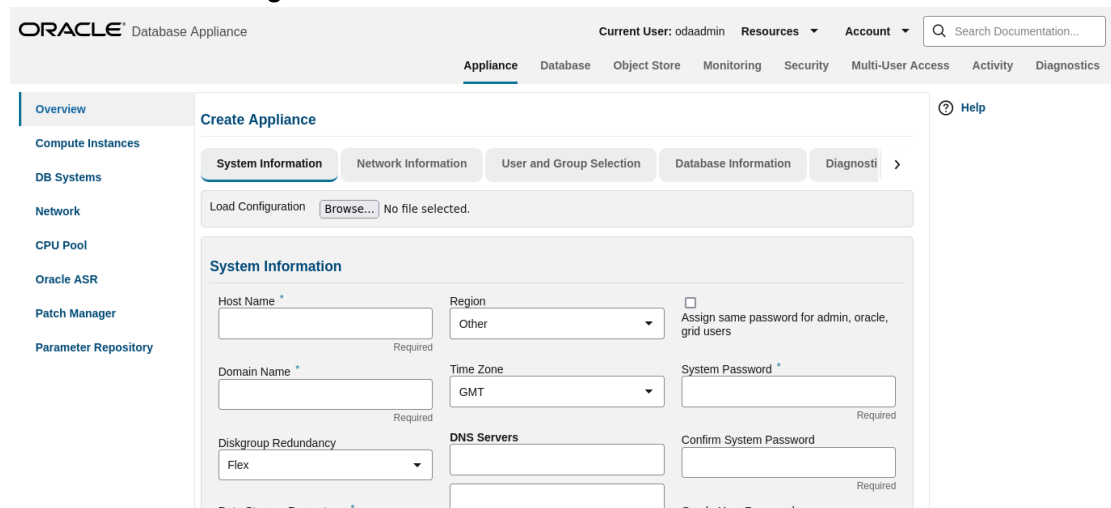 ORACLE Database Appliance
Current User: odaadmin Resources Account Search Documentation...
Appliance Database Object Store Monitoring Security Multi-User Access Activity Diagnostics
Overview
Compute Instances
DB Systems
Network
CPU Pool
Oracle ASR
Patch Manager
Parameter Repository
Create Appliance
System Information Network Information User and Group Selection Database Information Diagnosti
Load Configuration Browse... No file selected.
System Information
Host Name *
Required
Domain Name *
Required
Diskgroup Redundancy
Flex
Region
Other
Time Zone
GMT
DNS Servers
Assign same password for admin, oracle,
grid users
System Password *
Required
Confirm System Password
Required
Help